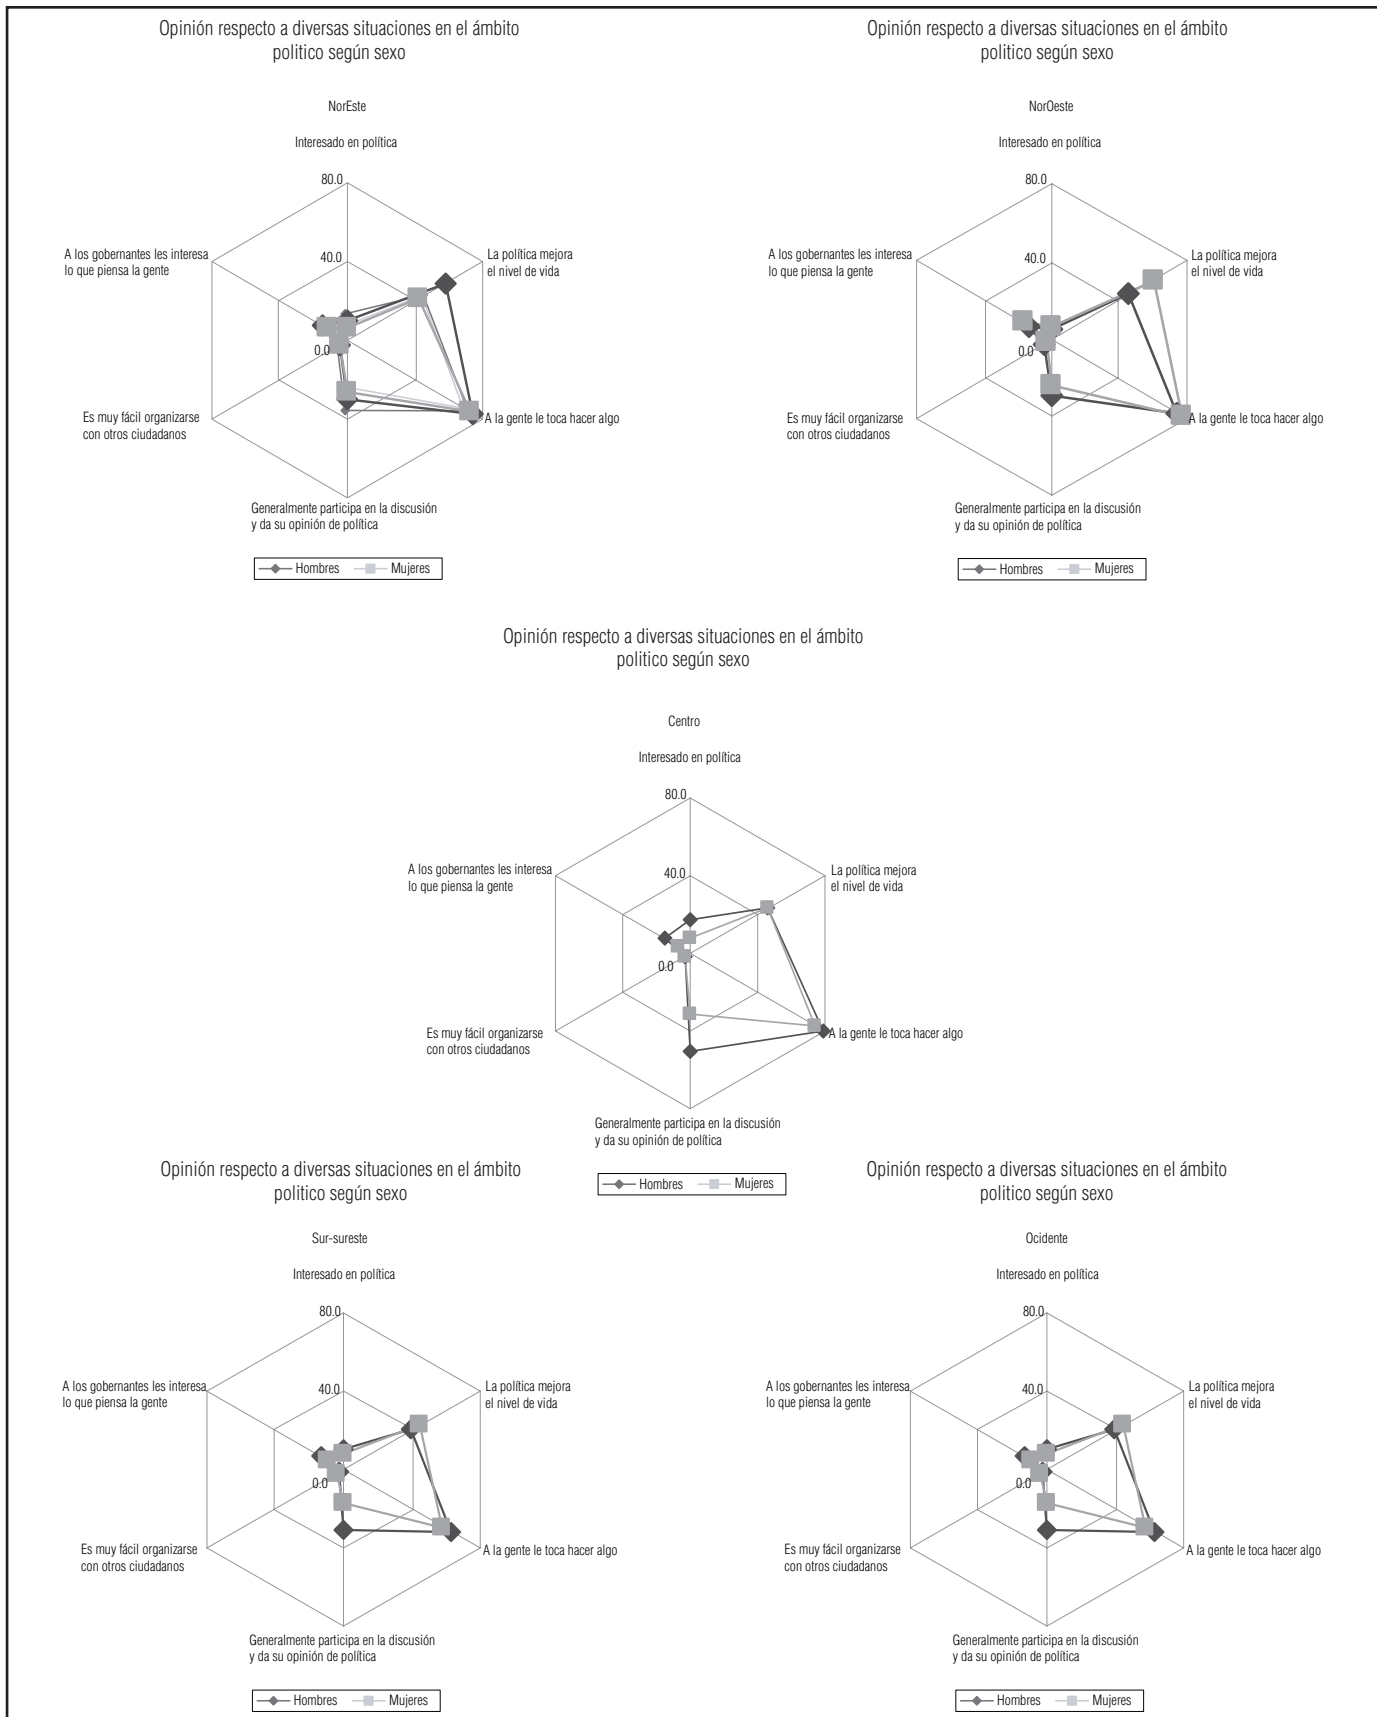 Opinión respecto a diversas situaciones en el ámbito
politico según sexo
NorEste
Interesado en política
80.0
A los gobernantes les interesa
lo que piensa la gente
40.0
La política mejora
el nivel de vida
0.0
Es muy fácil organizarse
con otros ciudadanos
A la gente le toca hacer algo
Generalmente participa en la discusión
y da su opinión de política
Hombres Mujeres
Opinión respecto a diversas situaciones en el ámbito
politico según sexo
NorOeste
Interesado en política
80.0
A los gobernantes les interesa
lo que piensa la gente
40.0
La política mejora
el nivel de vida
0.0
Es muy fácil organizarse
con otros ciudadanos
A la gente le toca hacer algo
Generalmente participa en la discusión
y da su opinión de política
Hombres Mujeres
Opinión respecto a diversas situaciones en el ámbito
politico según sexo
Centro
Interesado en política
80.0
A los gobernantes les interesa
lo que piensa la gente
40.0
La política mejora
el nivel de vida
0.0
Es muy fácil organizarse
con otros ciudadanos
A la gente le toca hacer algo
Generalmente participa en la discusión
y da su opinión de política
Hombres Mujeres
Opinión respecto a diversas situaciones en el ámbito
politico según sexo
Sur-sureste
Interesado en política
80.0
A los gobernantes les interesa
lo que piensa la gente
40.0
La política mejora
el nivel de vida
0.0
Es muy fácil organizarse
con otros ciudadanos
A la gente le toca hacer algo
Generalmente participa en la discusión
y da su opinión de política
Hombres Mujeres
Opinión respecto a diversas situaciones en el ámbito
politico según sexo
Ocidente
Interesado en política
80.0
A los gobernantes les interesa
lo que piensa la gente
40.0
La política mejora
el nivel de vida
0.0
Es muy fácil organizarse
con otros ciudadanos
A la gente le toca hacer algo
Generalmente participa en la discusión
y da su opinión de política
Hombres Mujeres